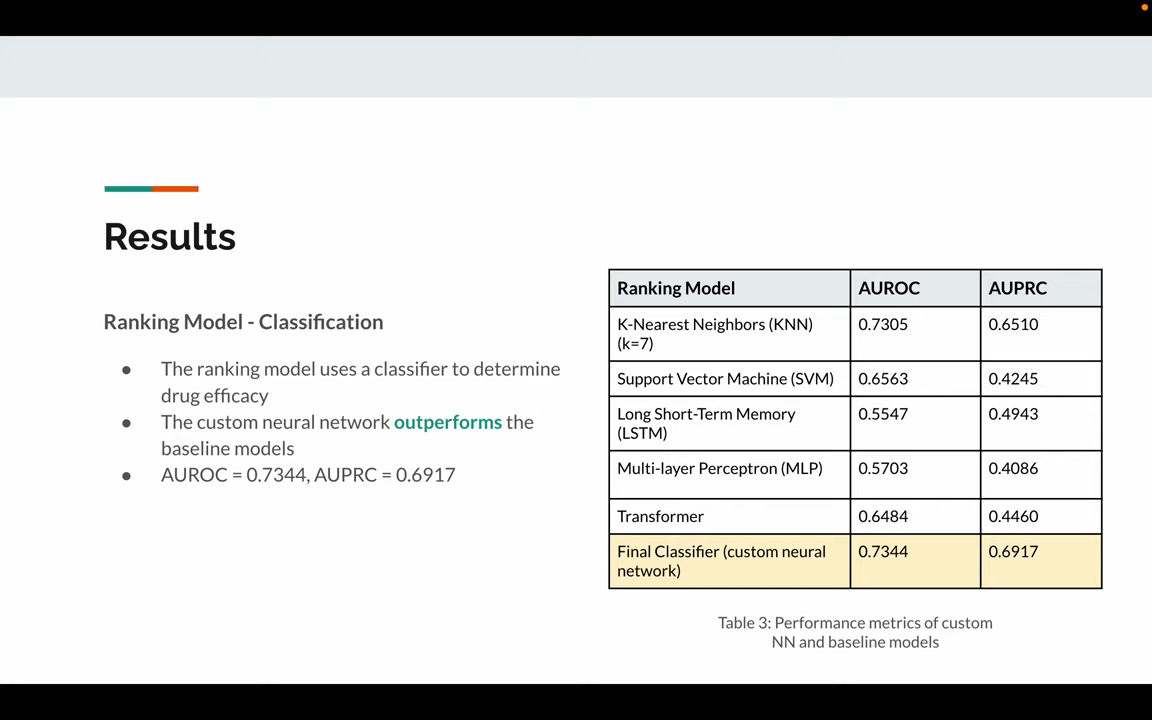 Results
Ranking Model - Classification
● The ranking model uses a classifier to determine
drug efficacy
● The custom neural network outperforms the
baseline models
● AUROC = 0.7344, AUPRC = 0.6917
Ranking Model AUROC AUPRC
K-Nearest Neighbors (KNN) 0.7305 0.6510
(k=7)
Support Vector Machine (SVM) 0.6563 0.4245
Long Short-Term Memory 0.5547 0.4943
(LSTM)
Multi-layer Perceptron (MLP) 0.5703 0.4086
Transformer 0.6484 0.4460
Final Classifier (custom neural 0.7344 0.6917
network)
Table 3: Performance metrics of custom
NN and baseline models